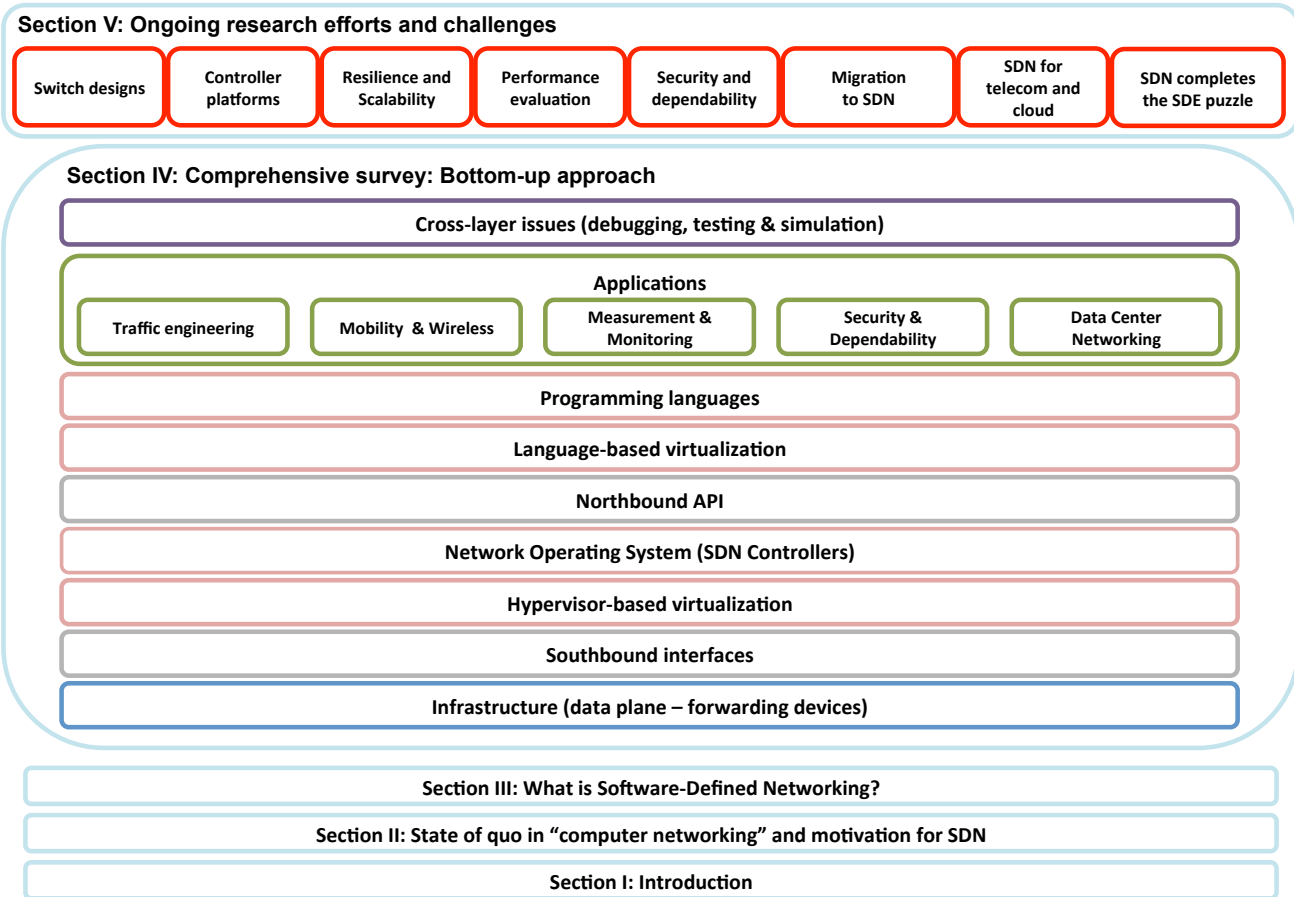 Section V: Ongoing research efforts and challenges
Switch designs
Controller
platforms
Resilience and
Scalability
Performance
evaluation
Security and
dependability
Migration
to SDN
SDN for
telecom and
cloud
SDN completes
the SDE puzzle
Section IV: Comprehensive survey: Bottom-up approach
Cross-layer issues (debugging, testing & simulation)
Applications
Traffic engineering
Mobility & Wireless
Measurement &
Monitoring
Security &
Dependability
Data Center
Networking
Programming languages
Language-based virtualization
Northbound API
Network Operating System (SDN Controllers)
Hypervisor-based virtualization
Southbound interfaces
Infrastructure (data plane – forwarding devices)
Section III: What is Software-Defined Networking?
Section II: State of quo in “computer networking” and motivation for SDN
Section I: Introduction